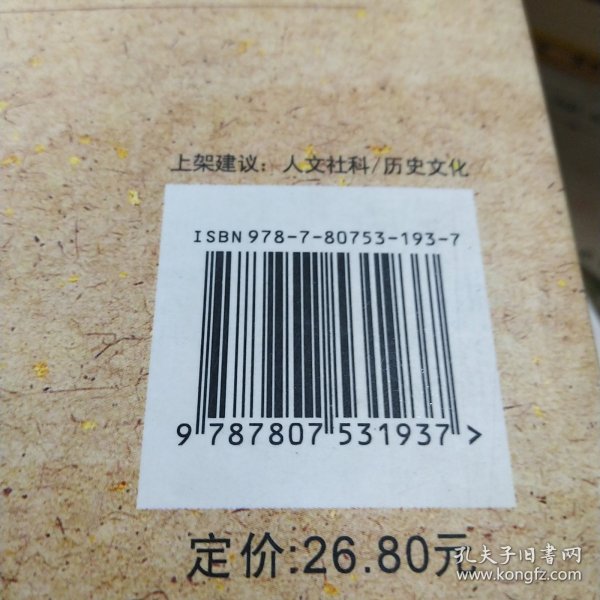 上架建议：人文社科/历史文化
ISBN 978-7-80753-193-7
9 787807 531937 >
定价:26.80元
孔夫子旧书网
www.kongfz.com